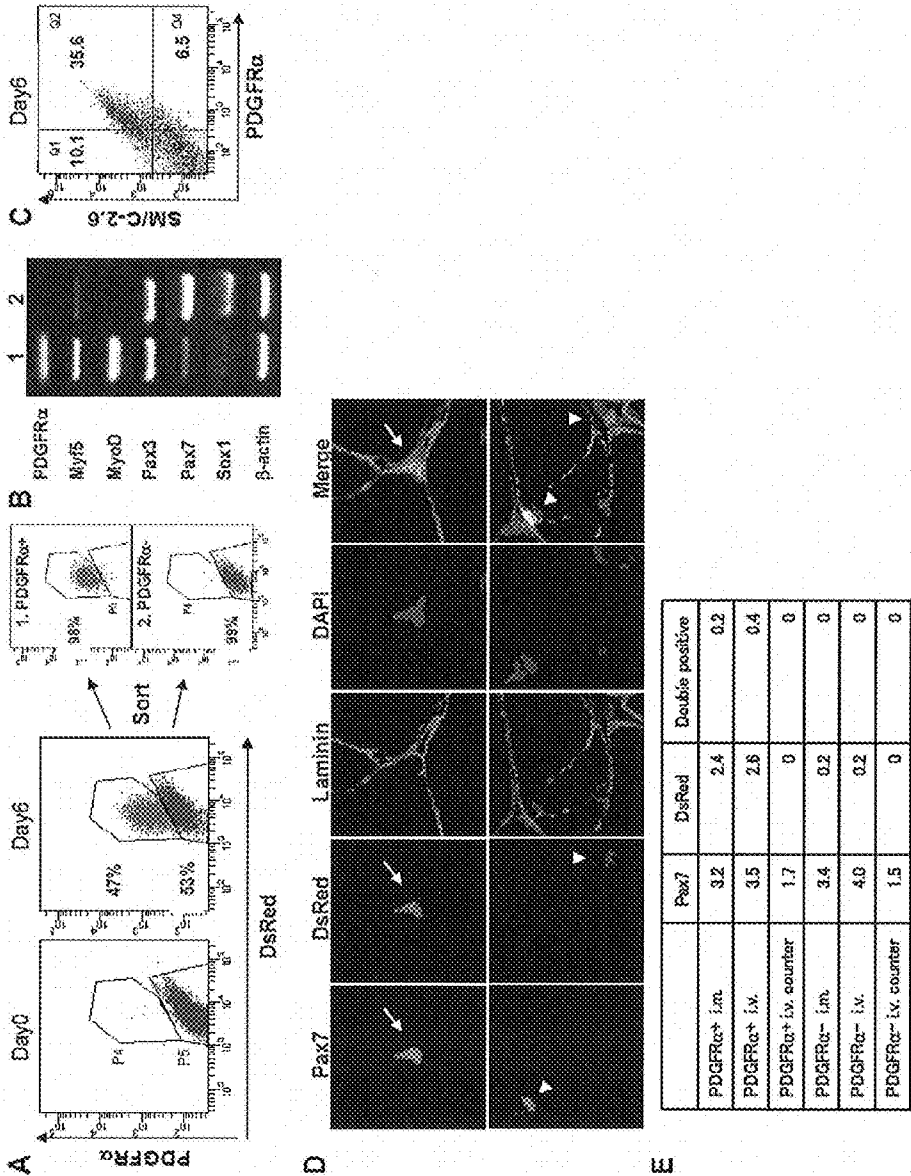 A
Day0
Day6
P4
P5
47%
53%
PDGFRα
DsRed
Sort
1. PDGFRα+
98%
2. PDGFRα-
P4
98%
B
1 2
PDGFRα
Myf5
MyoD
Pax3
Pax7
Sox1
β-actin
C
Day6
Q1
10.1
Q2
35.6
Q4
6.5
SM/C-2.6
PDGFRα
D
Pax7 DsRed Laminin DAPI Merge
E
Pax7 DsRed Double positive
PDGFRα+ i.m. 3.2 2.4 0.2
PDGFRα+ i.v. 3.5 2.6 0.4
PDGFRα+ i.v. counter 1.7 0 0
PDGFRα- i.m. 3.4 0.2 0
PDGFRα- i.v. 4.0 0.2 0
PDGFRα- i.v. counter 1.5 0 0